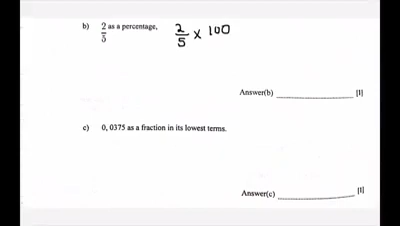 b) 2/5 as a percentage. 2/5 × 100
Answer(b) ____________ [1]
c) 0,0375 as a fraction in its lowest terms.
Answer(c) ____________ [1]